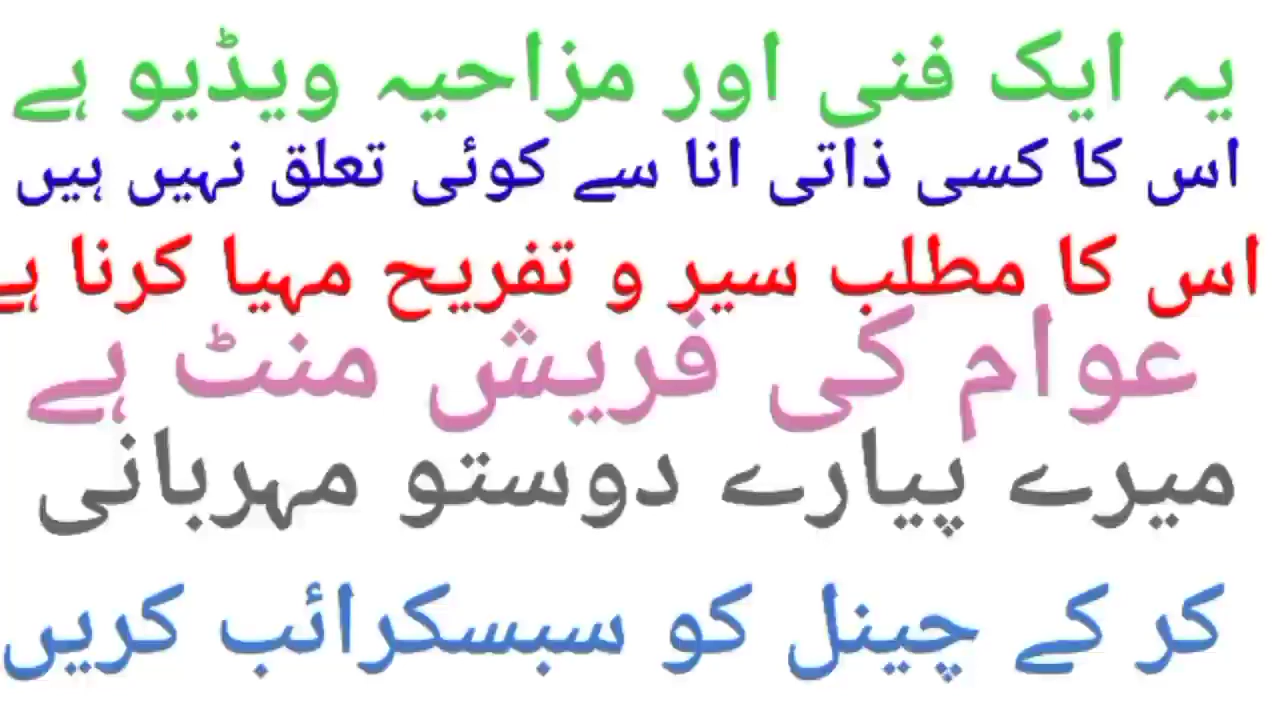 یہ ایک فنی اور مزاحیہ ویڈیو ہے
اس کا کسی ذاتی انا سے کوئی تعلق نہیں ہیں
اس کا مطلب سیر و تفریح مہیا کرنا ہے
عوام کی فریش منٹ ہے
میرے پیارے دوستو مہربانی
کر کے چینل کو سبسکرائب کریں